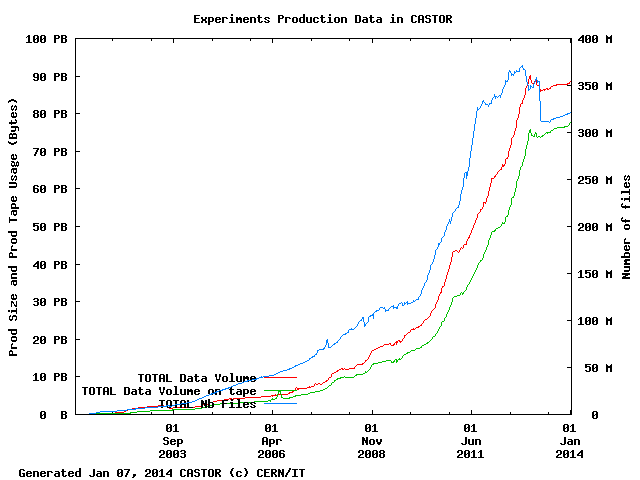 Experiments Production Data in CASTOR
100 PB
90 PB
80 PB
70 PB
60 PB
50 PB
40 PB
30 PB
20 PB
10 PB
0 B
Prod Size and Prod Tape Usage (Bytes)
400 M
350 M
300 M
250 M
200 M
150 M
100 M
50 M
0
Number of files
TOTAL Data Volume
TOTAL Data Volume on tape
TOTAL Nb Files
01 Sep 2003
01 Apr 2006
01 Nov 2008
01 Jun 2011
01 Jan 2014
Generated Jan 07, 2014 CASTOR (c) CERN/IT